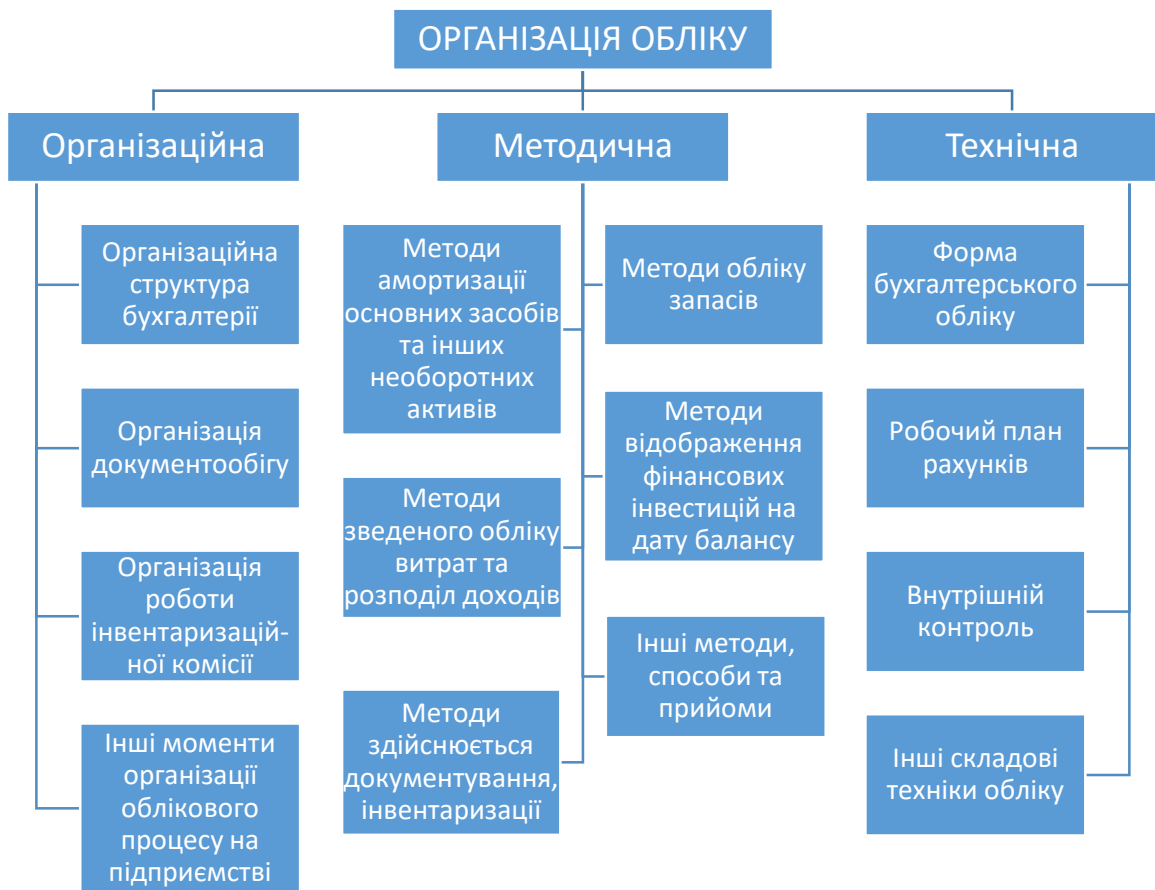 ОРГАНІЗАЦІЯ ОБЛІКУ
Організаційна
Організаційна
структура
бухгалтерії
Організація
документообігу
Організація
роботи
інвентаризацій-
ної комісії
Інші моменти
організації
облікового
процесу на
підприємстві
Методична
Методи
амортизації
основних засобів
та інших
необоротних
активів
Методи обліку
запасів
Методи
зведеного обліку
витрат та
розподіл доходів
Методи
відображення
фінансових
інвестицій на
дату балансу
Методи
здійснюється
документування,
інвентаризації
Інші методи,
способи та
прийоми
Технічна
Форма
бухгалтерського
обліку
Робочий план
рахунків
Внутрішній
контроль
Інші складові
техніки обліку